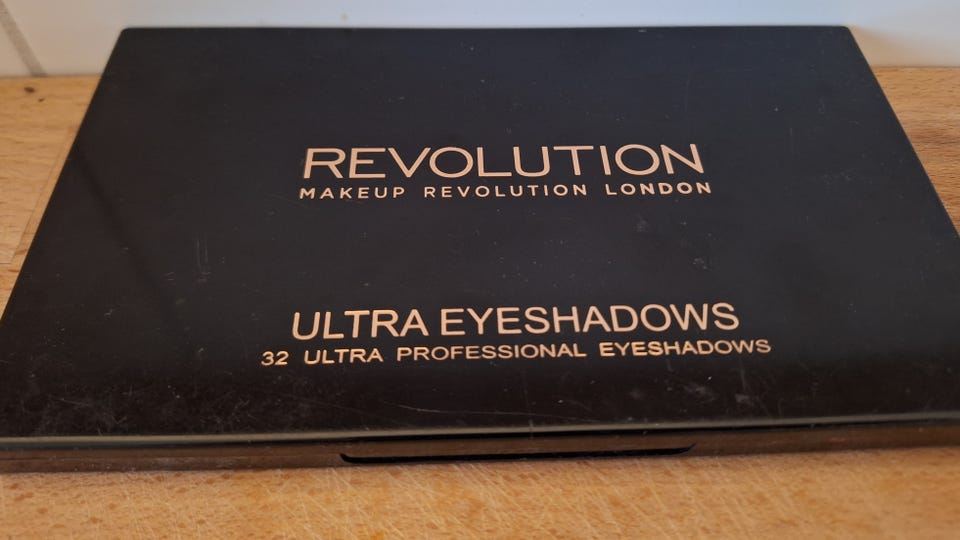 REVOLUTION
MAKEUP REVOLUTION LONDON
ULTRA EYESHADOWS
32 ULTRA PROFESSIONAL EYESHADOWS